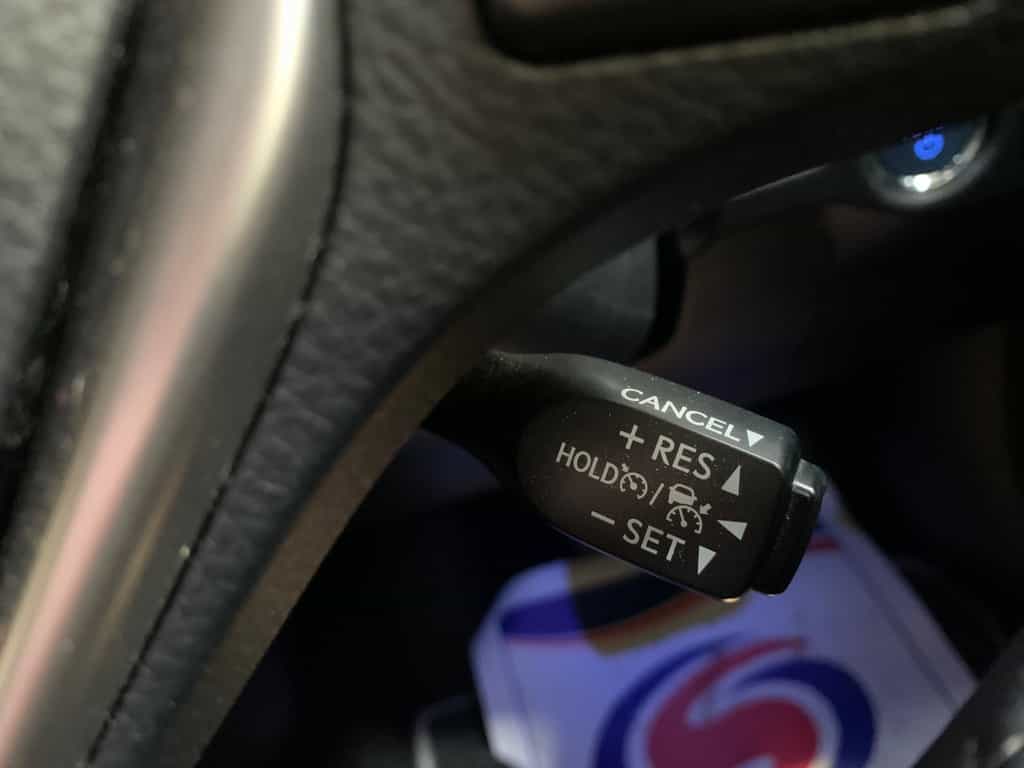 CANCEL▼
+ RES ▲
HOLD / ◀
− SET ▼